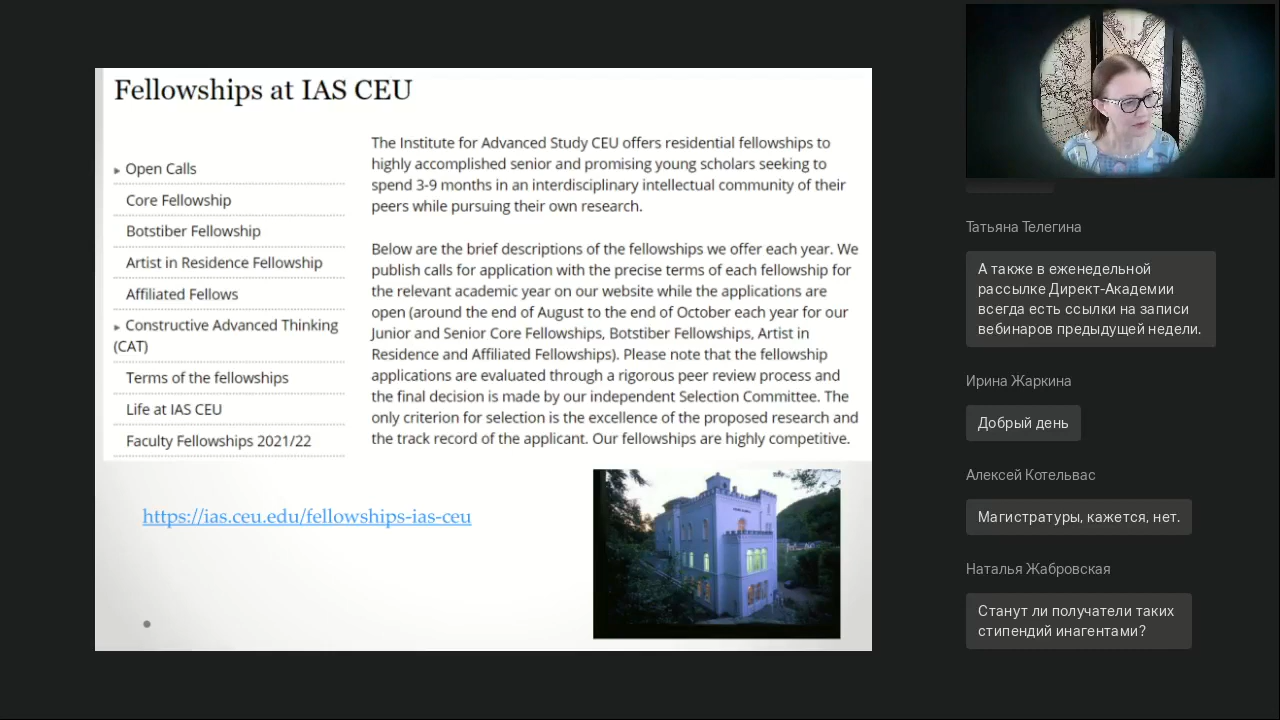 Fellowships at IAS CEU
Open Calls
Core Fellowship
Botstiber Fellowship
Artist in Residence Fellowship
Affiliated Fellows
Constructive Advanced Thinking
(CAT)
Terms of the fellowships
Life at IAS CEU
Faculty Fellowships 2021/22
The Institute for Advanced Study CEU offers residential fellowships to
highly accomplished senior and promising young scholars seeking to
spend 3-9 months in an interdisciplinary intellectual community of their
peers while pursuing their own research.
Below are the brief descriptions of the fellowships we offer each year. We
publish calls for application with the precise terms of each fellowship for
the relevant academic year on our website while the applications are
open (around the end of August to the end of October each year for our
Junior and Senior Core Fellowships, Botstiber Fellowships, Artist in
Residence and Affiliated Fellowships). Please note that the fellowship
applications are evaluated through a rigorous peer review process and
the final decision is made by our independent Selection Committee. The
only criterion for selection is the excellence of the proposed research and
the track record of the applicant. Our fellowships are highly competitive.
https://ias.ceu.edu/fellowships-ias-ceu
Татьяна Телегина
А также в еженедельной
рассылке Директ-Академии
всегда есть ссылки на записи
вебинаров предыдущей недели.
Ирина Жаркина
Добрый день
Алексей Котельвас
Магистратуры, кажется, нет.
Наталья Жабровская
Станут ли получатели таких
стипендий инагентами?